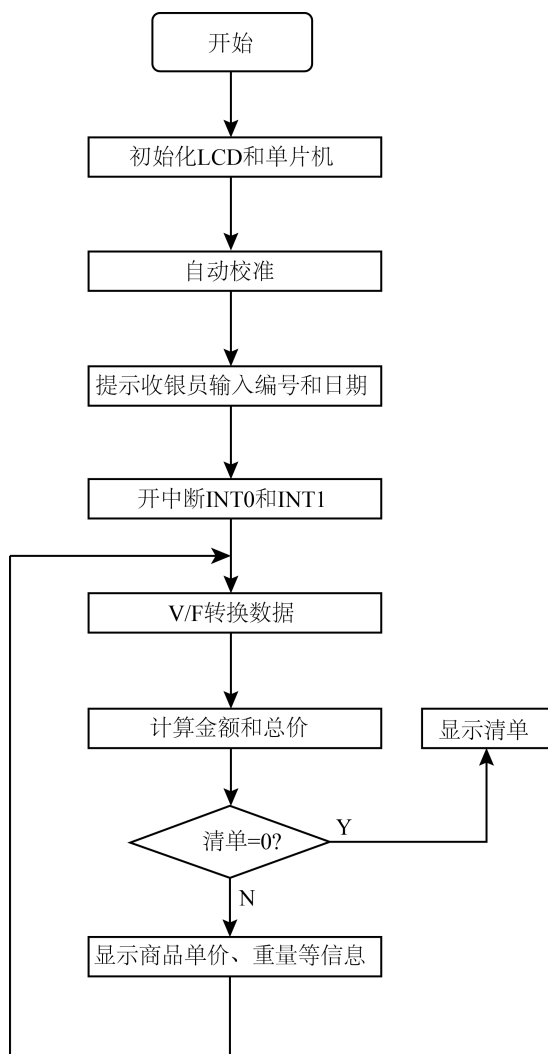 开始
初始化LCD和单片机
自动校准
提示收银员输入编号和日期
开中断INT0和INT1
V/F转换数据
计算金额和总价
显示清单
清单=0?
Y
N
显示商品单价、重量等信息